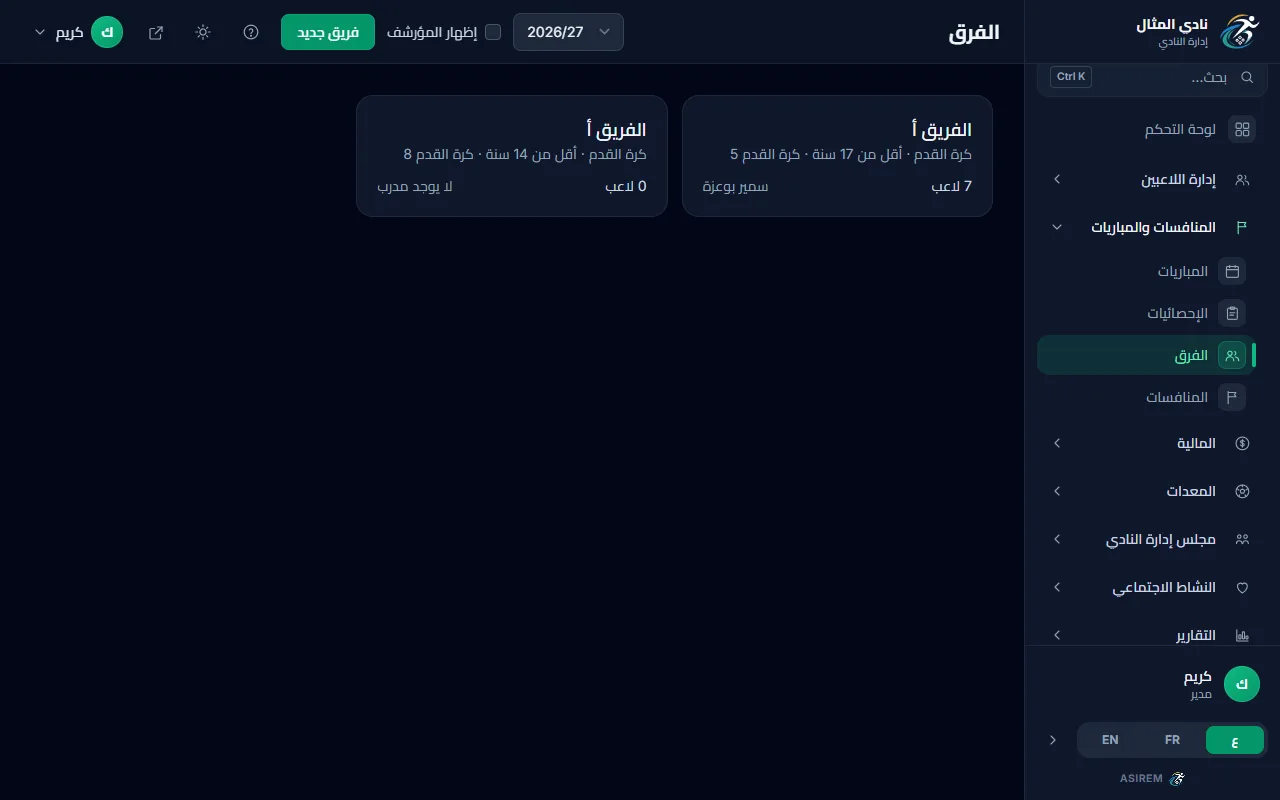 نادي المثال
إدارة النادي
بحث...
Ctrl K
لوحة التحكم
إدارة اللاعبين
المنافسات والمباريات
المباريات
الإحصائيات
الفرق
المنافسات
المالية
المعدات
مجلس إدارة النادي
النشاط الاجتماعي
التقارير
ك
كريم
مدير
ع
FR
EN
ASIREM
الفرق
2026/27
إظهار المؤرشف
فريق جديد
ك
كريم
الفريق أ
كرة القدم · أقل من 17 سنة · كرة القدم 5
7 لاعب
سمير بوعزة
الفريق أ
كرة القدم · أقل من 14 سنة · كرة القدم 8
0 لاعب
لا يوجد مدرب